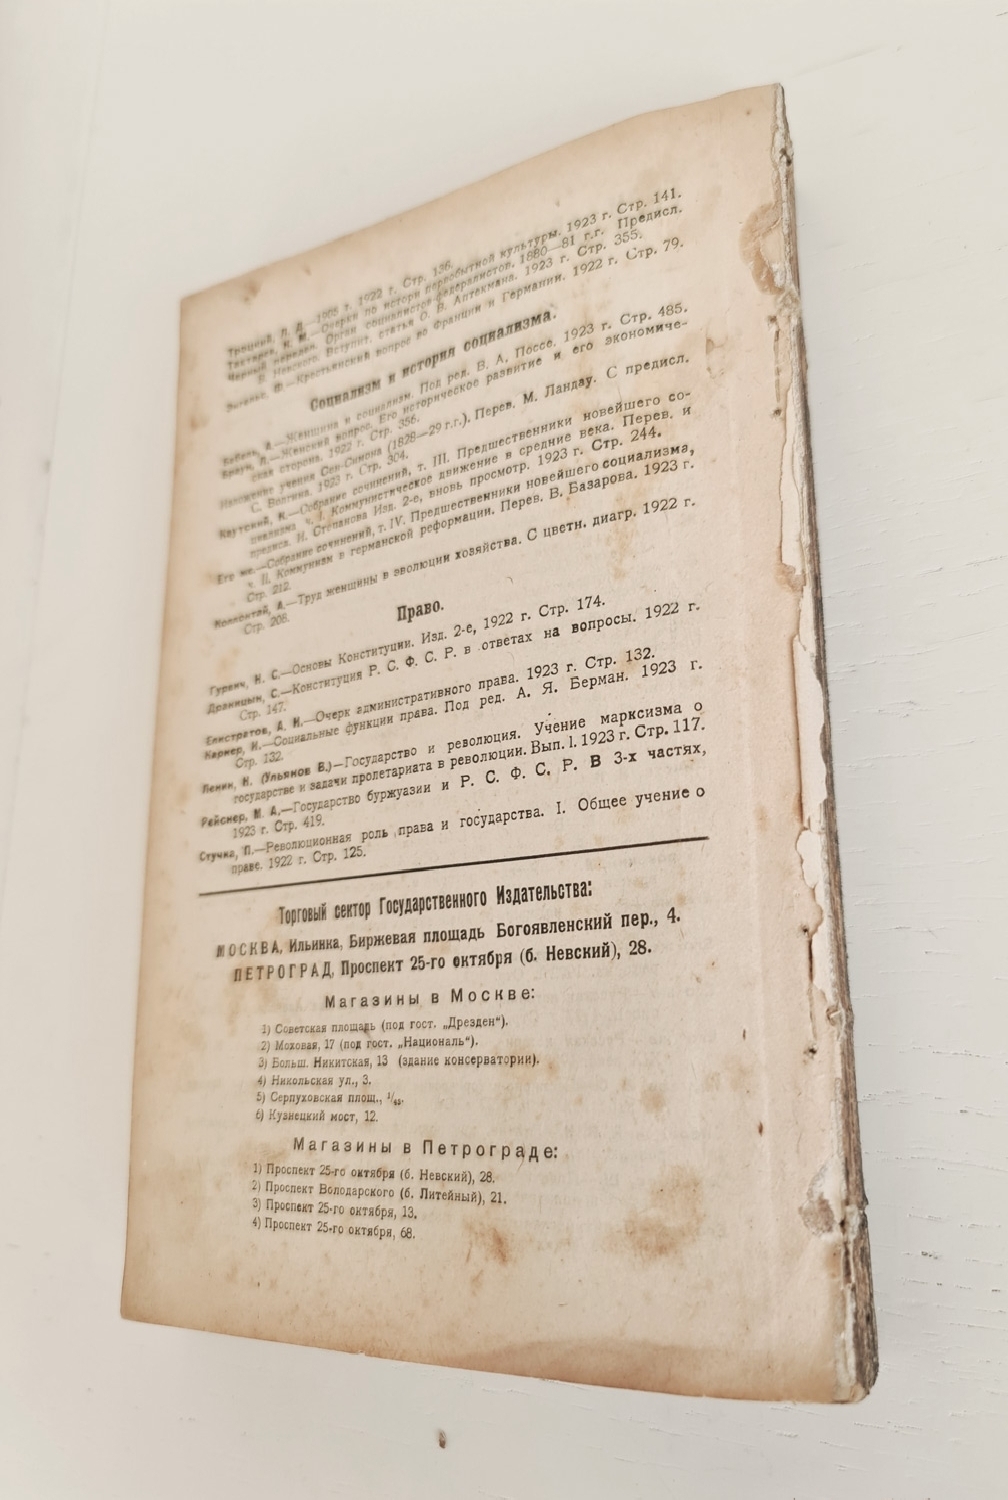 Троцкий, Л. Д.—1905 г. 1922 г. Стр. 136.
Тахтарев, К. М.—Очерки по истори первобытной культуры. 1923 г. Стр. 141.
Черный передел. Орган социалистов-федералистов. 1880—81 г.г. Предисл.
В. Невского. Вступит. статья О. В. Аптекмана. 1923 г. Стр. 355.
Энгельс, Ф.—Крестьянский вопрос во Франции и Германии. 1922 г. Стр. 79.
Социализм и история социализма.
Бебель, А.—Женщина и социализм. Под ред. В. А. Поссе. 1923 г. Стр. 485.
Браун, Л.—Женский вопрос. Его историческое развитие и его экономиче-
ская сторона. 1922 г. Стр. 356.
Изложение учения Сен-Симона (1828—29 г.г.). Перев. М. Ландау. С предисл.
С. Волгина. 1923 г. Стр. 304.
Каутский, К.—Собрание сочинений, т. III. Предшественники новейшего со-
циализма ч. I. Коммунистическое движение в средние века. Перев. и
предисл. И. Степанова Изд. 2-е, вновь просмотр. 1923 г. Стр. 244.
Его же.—Собрание сочинений, т. IV. Предшественники новейшего социализма,
ч. II. Коммунизм в германской реформации. Перев. В. Базарова. 1923 г.
Стр. 212.
Коллонтай, А.—Труд женщины в эволюции хозяйства. С цветн. диагр. 1922 г.
Стр. 208.
Право.
Гурвич, Н. С.—Основы Конституции. Изд. 2-е, 1922 г. Стр. 174.
Драницын, С.—Конституция Р. С. Ф. С. Р. в ответах на вопросы. 1922 г.
Стр. 147.
Елистратов, А. И.—Очерк административного права. 1923 г. Стр. 132.
Карнер, И.—Социальные функции права. Под ред. А. Я. Берман. 1923 г.
Стр. 132.
Ленин, Н. (Ульянов В.)—Государство и революция. Учение марксизма о
государстве и задачи пролетариата в революции. Вып. I. 1923 г. Стр. 117.
Рейснер, М. А.—Государство буржуазии и Р. С. Ф. С. Р. В 3-х частях,
1923 г. Стр. 419.
Стучка, П.—Революционная роль права и государства. I. Общее учение о
праве. 1922 г. Стр. 125.
Торговый сектор Государственного Издательства:
МОСКВА, Ильинка, Биржевая площадь Богоявленский пер., 4.
ПЕТРОГРАД, Проспект 25-го октября (б. Невский), 28.
Магазины в Москве:
1) Советская площадь (под гост. „Дрезден“).
2) Моховая, 17 (под гост. „Националь“).
3) Больш. Никитская, 13 (здание консерватории).
4) Никольская ул., 3.
5) Серпуховская площ., 1/43.
6) Кузнецкий мост, 12.
Магазины в Петрограде:
1) Проспект 25-го октября (б. Невский), 28.
2) Проспект Володарского (б. Литейный), 21.
3) Проспект 25-го октября, 13.
4) Проспект 25-го октября, 68.